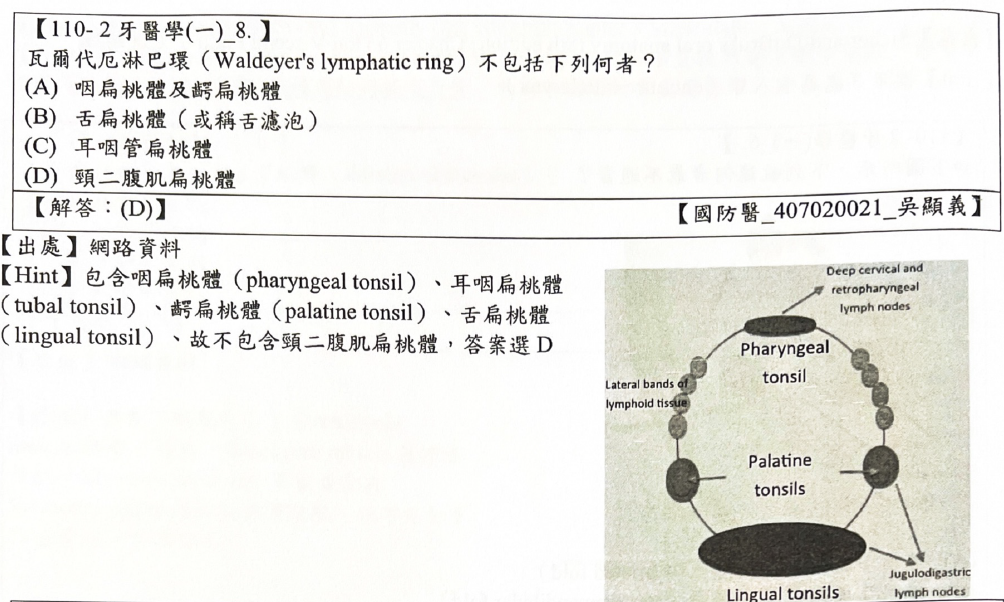 【110-2 牙醫學(一)_8. 】
瓦爾代厄淋巴環（Waldeyer's lymphatic ring）不包括下列何者？
(A) 咽扁桃體及齶扁桃體
(B) 舌扁桃體（或稱舌濾泡）
(C) 耳咽管扁桃體
(D) 頸二腹肌扁桃體
【解答：(D)】
【國防醫_407020021_吳顯義】
【出處】網路資料
【Hint】包含咽扁桃體（pharyngeal tonsil）、耳咽扁桃體
（tubal tonsil）、齶扁桃體（palatine tonsil）、舌扁桃體
（lingual tonsil）、故不包含頸二腹肌扁桃體，答案選 D
Deep cervical and
retropharyngeal
lymph nodes
Pharyngeal
tonsil
Lateral bands of
lymphoid tissue
Palatine
tonsils
Lingual tonsils
Jugulodigastric
lymph nodes